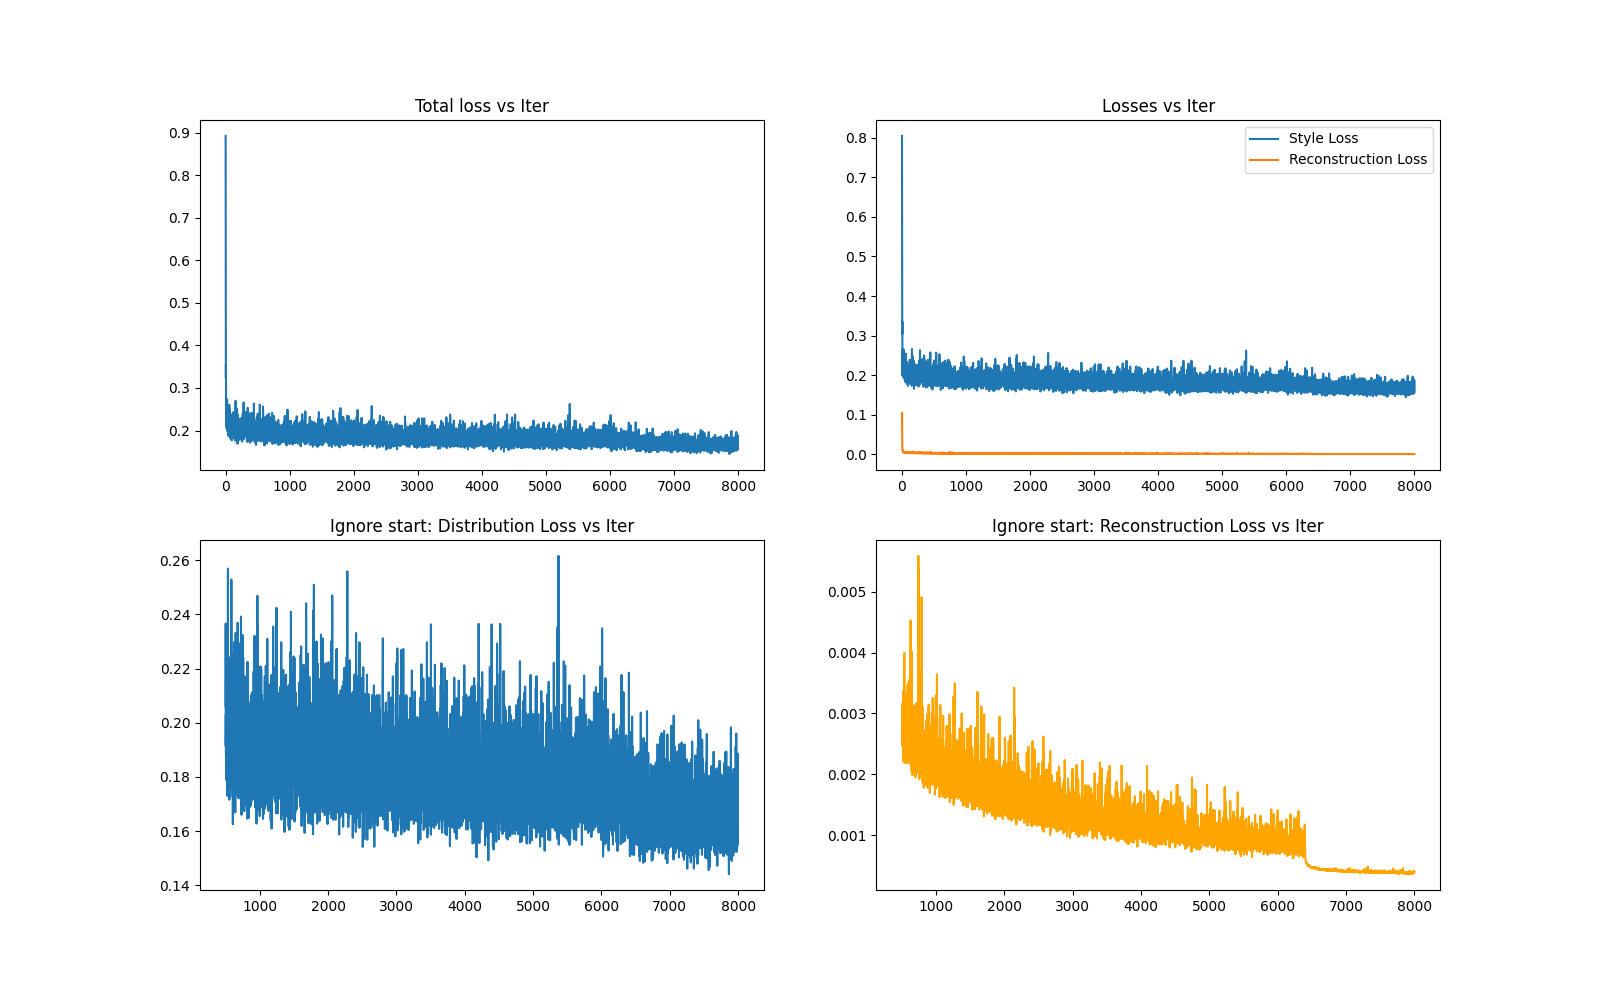 Total loss vs Iter
0.9
0.8
0.7
0.6
0.5
0.4
0.3
0.2
0 1000 2000 3000 4000 5000 6000 7000 8000
Losses vs Iter
Style Loss
Reconstruction Loss
0.8
0.7
0.6
0.5
0.4
0.3
0.2
0.1
0.0
0 1000 2000 3000 4000 5000 6000 7000 8000
Ignore start: Distribution Loss vs Iter
0.26
0.24
0.22
0.20
0.18
0.16
0.14
1000 2000 3000 4000 5000 6000 7000 8000
Ignore start: Reconstruction Loss vs Iter
0.005
0.004
0.003
0.002
0.001
1000 2000 3000 4000 5000 6000 7000 8000